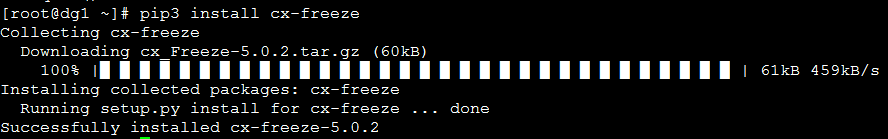 [root@dg1 ~]# pip3 install cx-freeze
Collecting cx-freeze
  Downloading cx_Freeze-5.0.2.tar.gz (60kB)
    100% |████████████████████████████████| 61kB 459kB/s
Installing collected packages: cx-freeze
  Running setup.py install for cx-freeze ... done
Successfully installed cx-freeze-5.0.2